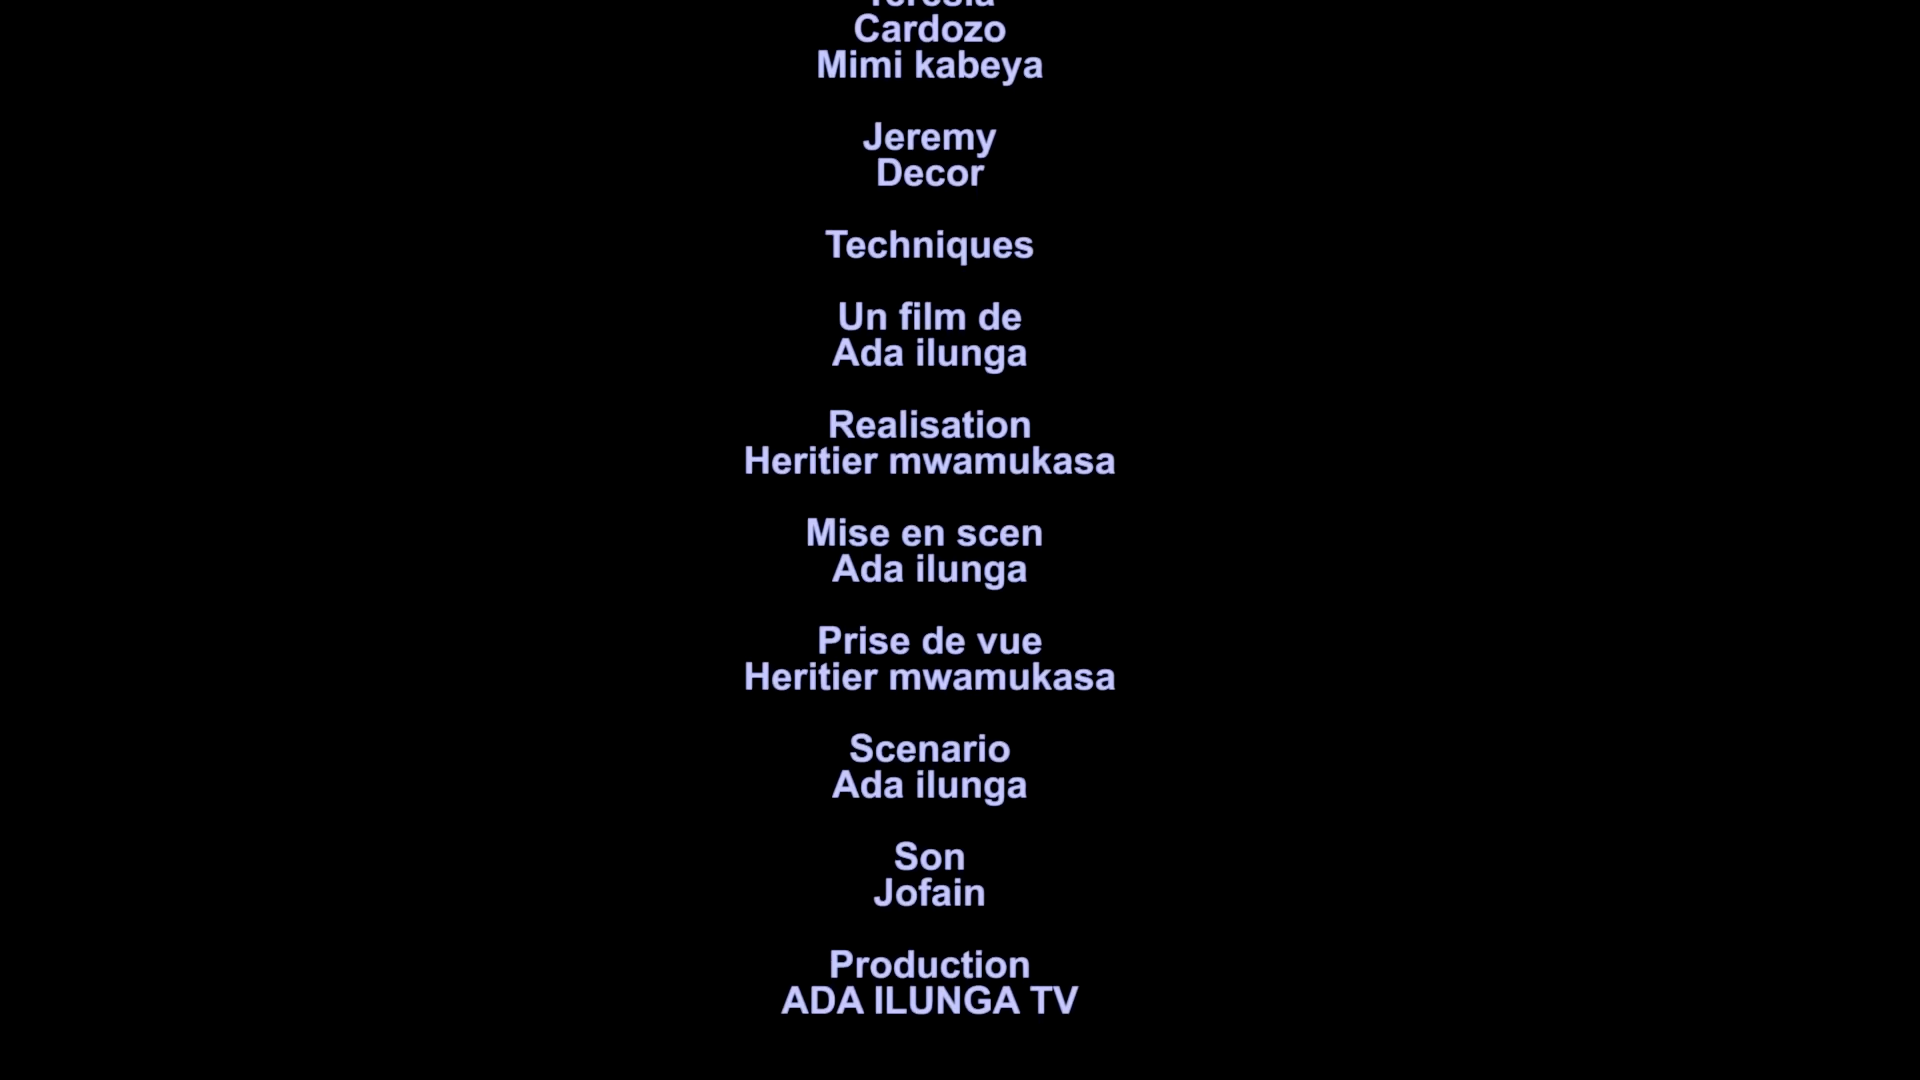 Cardozo
Mimi kabeya
Jeremy
Decor
Techniques
Un film de
Ada ilunga
Realisation
Heritier mwamukasa
Mise en scen
Ada ilunga
Prise de vue
Heritier mwamukasa
Scenario
Ada ilunga
Son
Jofain
Production
ADA ILUNGA TV